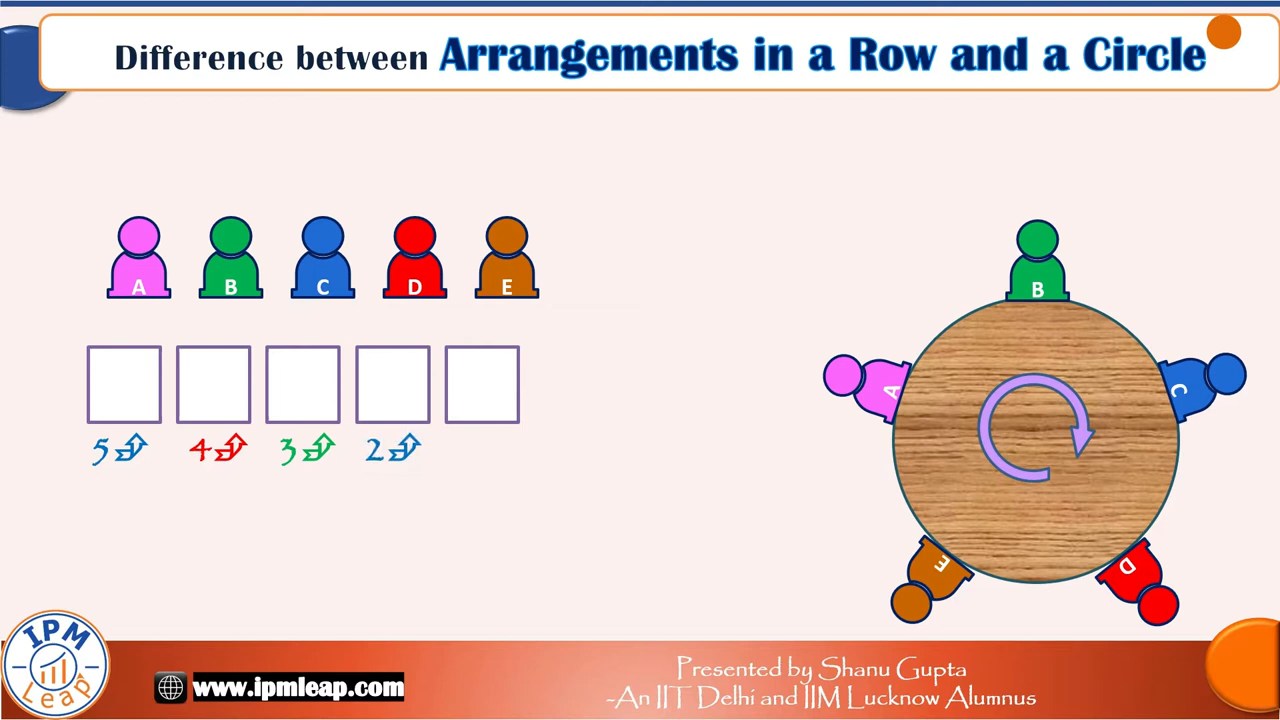 Difference between Arrangements in a Row and a Circle
A B C D E
5 4 3 2
B
A
C
E
D
IPM
Leap
www.ipmleap.com
Presented by Shanu Gupta
-An IIT Delhi and IIM Lucknow Alumnus